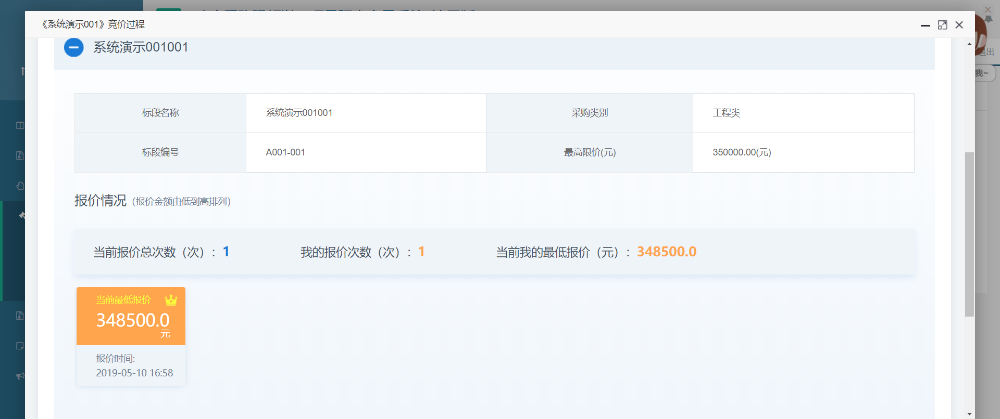 《系统演示001》竞价过程
系统演示001001
退出
我~
标段名称 系统演示001001 采购类别 工程类
标段编号 A001-001 最高限价(元) 350000.00(元)
报价情况 (报价金额由低到高排列)
当前报价总次数（次）: 1 我的报价次数（次）: 1 当前我的最低报价（元）: 348500.0
当前最低报价
348500.0
元
报价时间:
2019-05-10 16:58